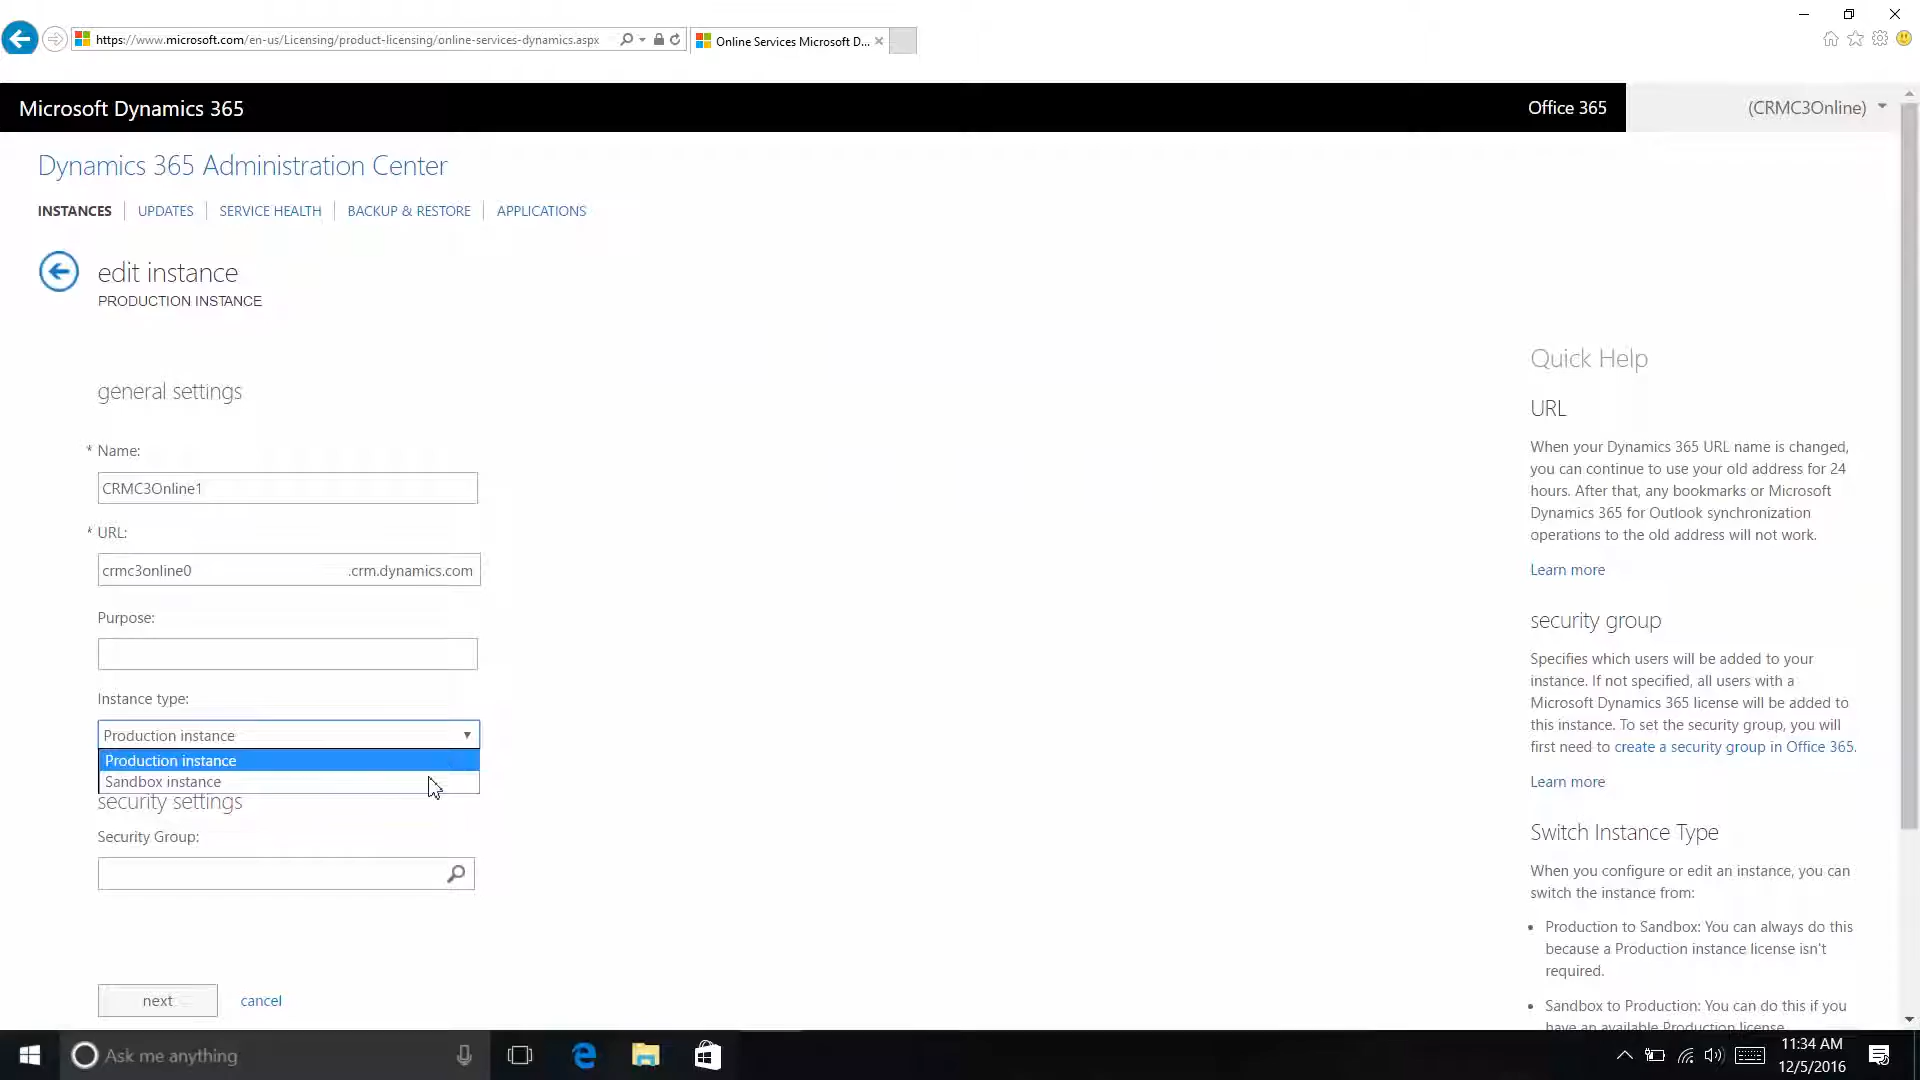 https://www.microsoft.com/en-us/Licensing/product-licensing/online-services-dynamics.aspx
Online Services Microsoft D...
Microsoft Dynamics 365
Office 365
(CRMC3Online)
Dynamics 365 Administration Center
INSTANCES
UPDATES
SERVICE HEALTH
BACKUP & RESTORE
APPLICATIONS
edit instance
PRODUCTION INSTANCE
general settings
* Name:
CRMC3Online1
* URL:
crmc3online0 .crm.dynamics.com
Purpose:
Instance type:
Production instance
Production instance
Sandbox instance
security settings
Security Group:
next
cancel
Quick Help
URL
When your Dynamics 365 URL name is changed,
you can continue to use your old address for 24
hours. After that, any bookmarks or Microsoft
Dynamics 365 for Outlook synchronization
operations to the old address will not work.
Learn more
security group
Specifies which users will be added to your
instance. If not specified, all users with a
Microsoft Dynamics 365 license will be added to
this instance. To set the security group, you will
first need to create a security group in Office 365.
Learn more
Switch Instance Type
When you configure or edit an instance, you can
switch the instance from:
• Production to Sandbox: You can always do this
because a Production instance license isn't
required.
• Sandbox to Production: You can do this if you
have an available Production license
Ask me anything
11:34 AM
12/5/2016